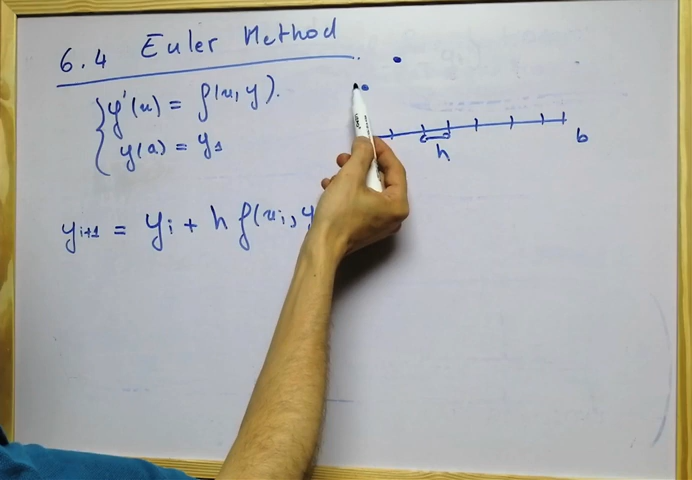 6.4 Euler Method
y'(x) = f(x, y).
y(a) = y₁
h
b
yᵢ₊₁ = yᵢ + h f(xᵢ, y